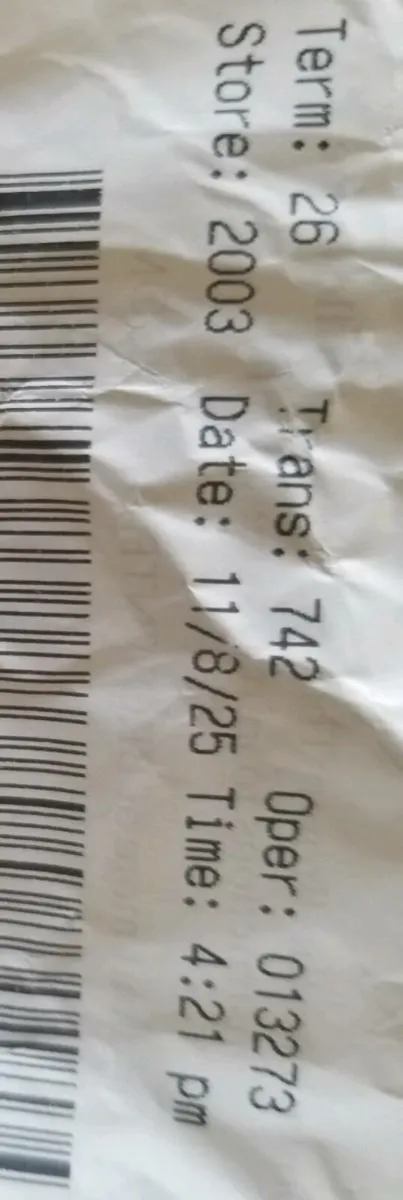 Term: 26 Trans: 742 Oper: 013273
Store: 2003 Date: 11/8/25 Time: 4:21 pm